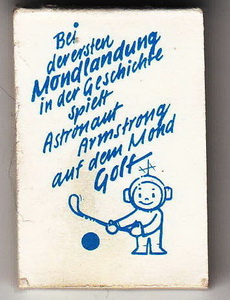 Bei
der ersten
Mondlandung
in der Geschichte
spielt
Astronaut
Armstrong
auf dem Mond
Golf